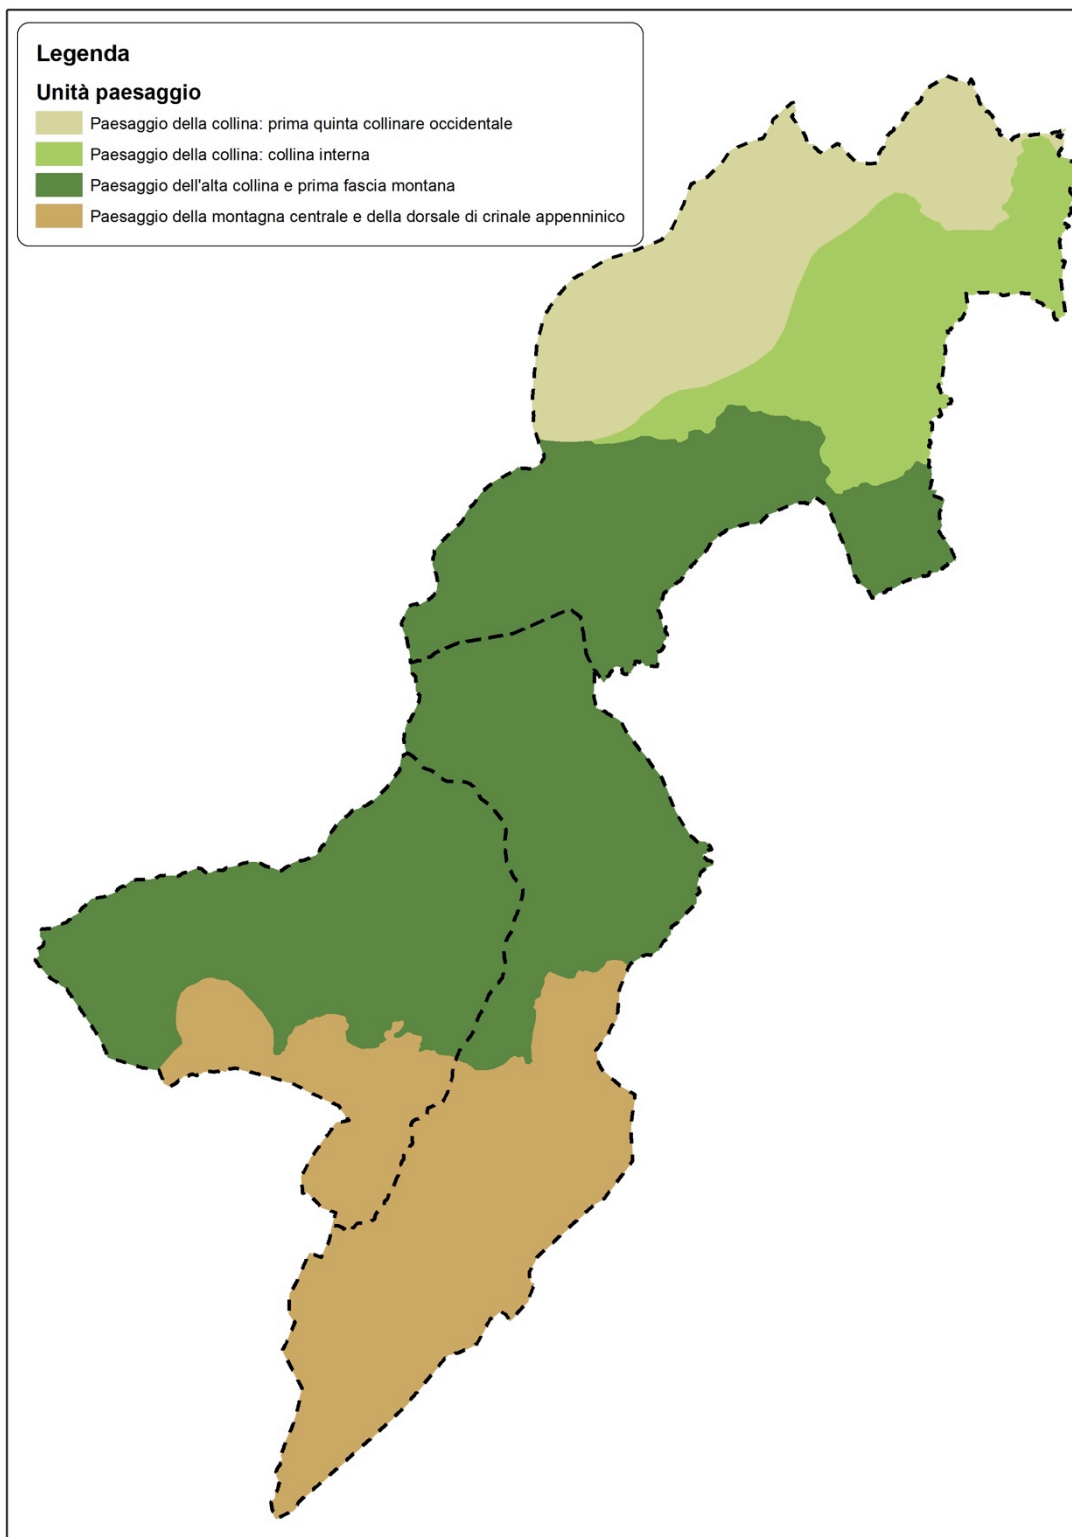 Legenda
Unità paesaggio
Paesaggio della collina: prima quinta collinare occidentale
Paesaggio della collina: collina interna
Paesaggio dell'alta collina e prima fascia montana
Paesaggio della montagna centrale e della dorsale di crinale appenninico